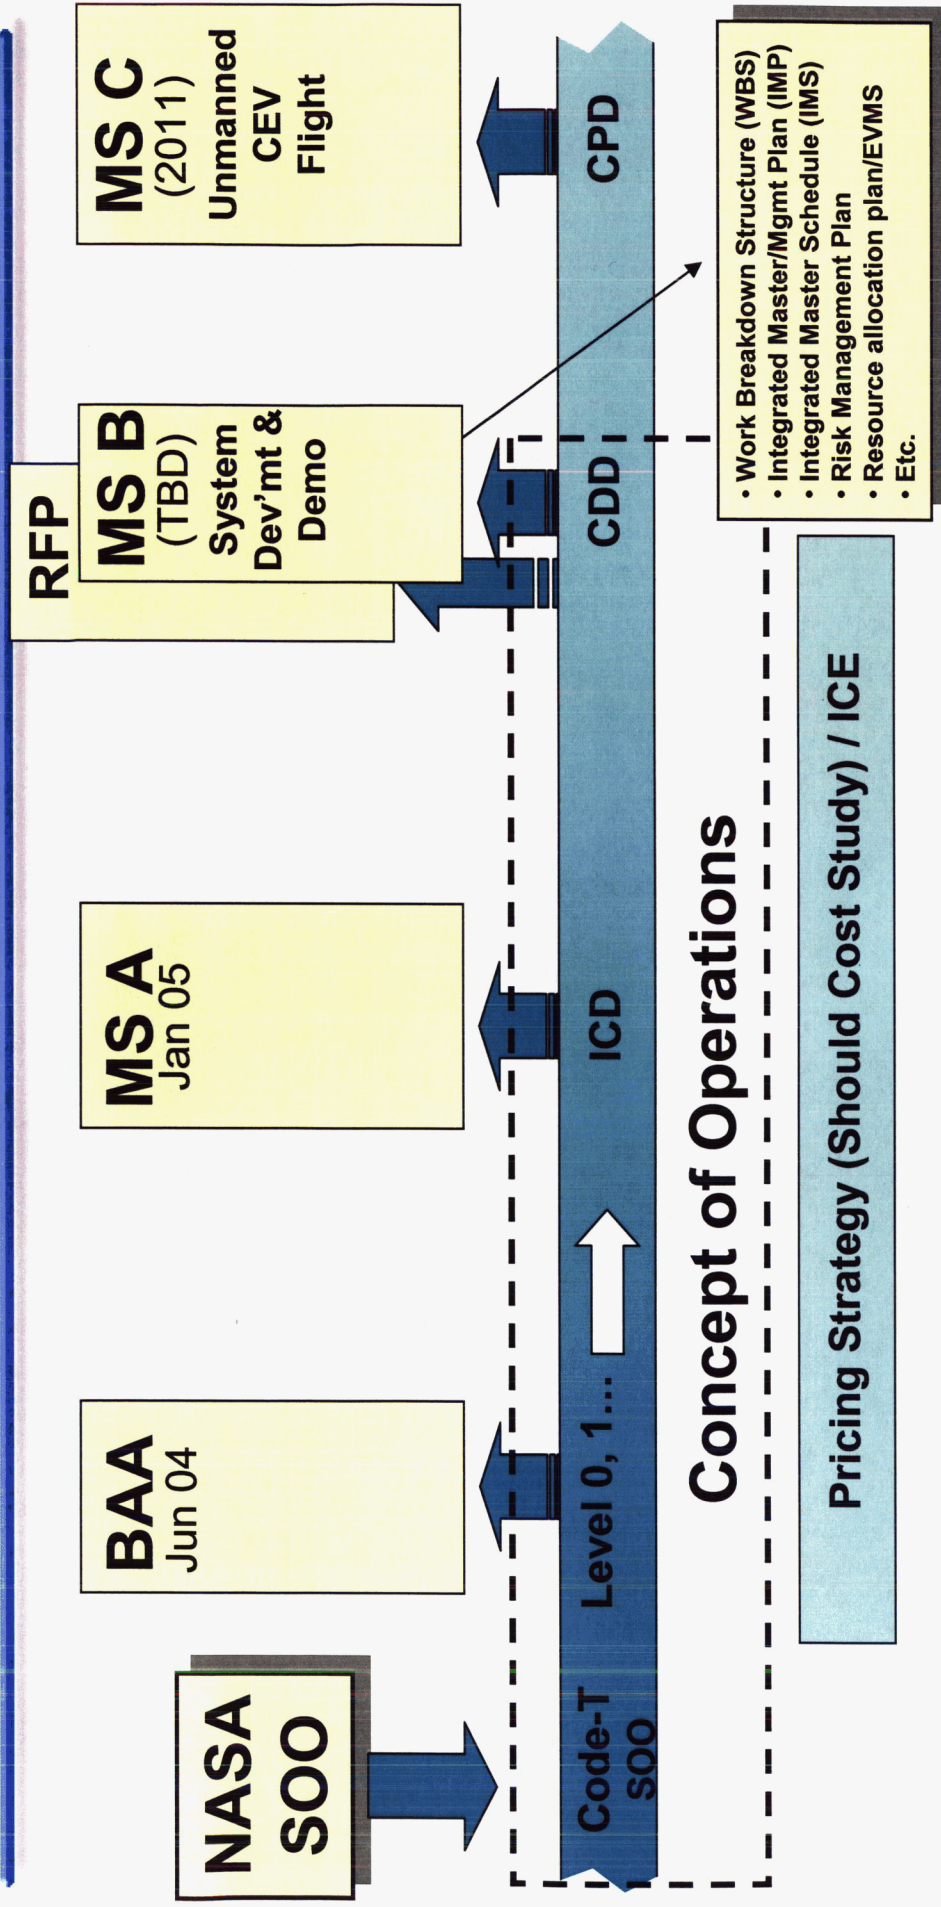 NASA
SOO
BAA
Jun 04
MS A
Jan 05
RFP
MS B
(TBD)
System
Dev'mt &
Demo
MS C
(2011)
Unmanned
CEV
Flight
Code-T
SOO
Level 0, 1...
ICD
CDD
CPD
Concept of Operations
Pricing Strategy (Should Cost Study) / ICE
• Work Breakdown Structure (WBS)
• Integrated Master/Mgmt Plan (IMP)
• Integrated Master Schedule (IMS)
• Risk Management Plan
• Resource allocation plan/EVMS
• Etc.